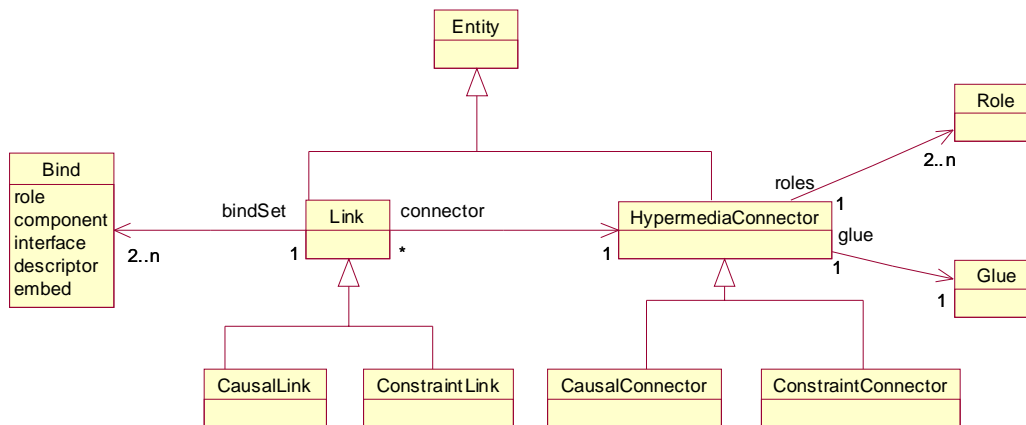 Entity
Role
2..n
roles
1
Bind
role
component
interface
descriptor
embed
bindSet
Link
connector
HypermediaConnector
2..n
1
*
1
glue
1
Glue
1
CausalLink
ConstraintLink
CausalConnector
ConstraintConnector